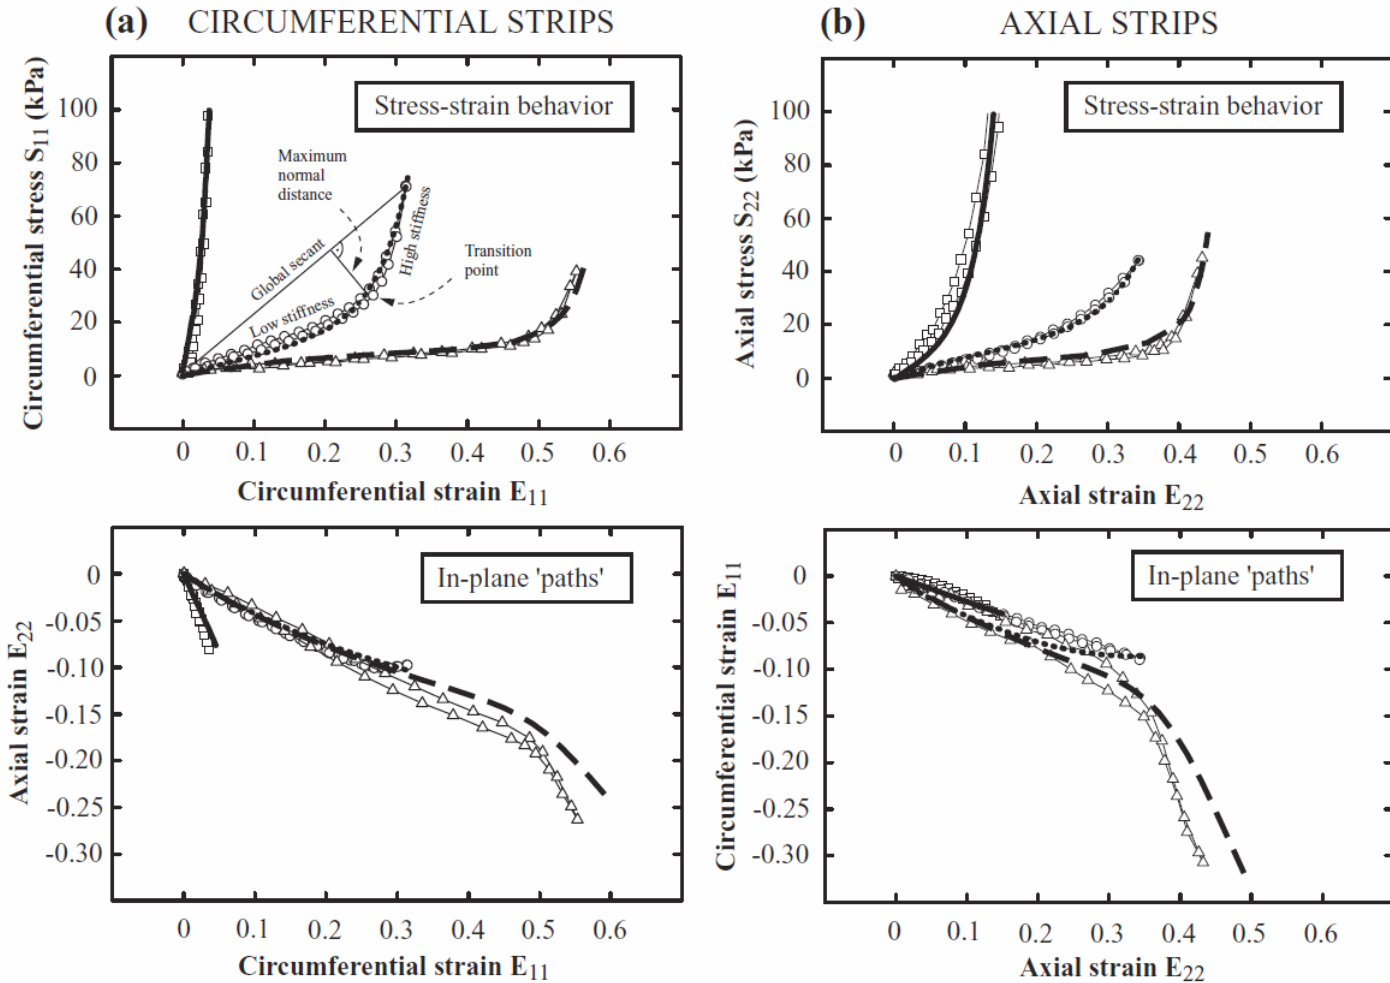 (a) CIRCUMFERENTIAL STRIPS
Circumferential stress S11 (kPa)
100
80
60
40
20
0
Stress-strain behavior
Maximum
normal
distance
Global secant
High stiffness
Low stiffness
Transition
point
0 0.1 0.2 0.3 0.4 0.5 0.6
Circumferential strain E11
(b) AXIAL STRIPS
Axial stress S22 (kPa)
100
80
60
40
20
0
Stress-strain behavior
0 0.1 0.2 0.3 0.4 0.5 0.6
Axial strain E22
Axial strain E22
0
-0.05
-0.10
-0.15
-0.20
-0.25
-0.30
In-plane 'paths'
0 0.1 0.2 0.3 0.4 0.5 0.6
Circumferential strain E11
Circumferential strain E11
0
-0.05
-0.10
-0.15
-0.20
-0.25
-0.30
In-plane 'paths'
0 0.1 0.2 0.3 0.4 0.5 0.6
Axial strain E22